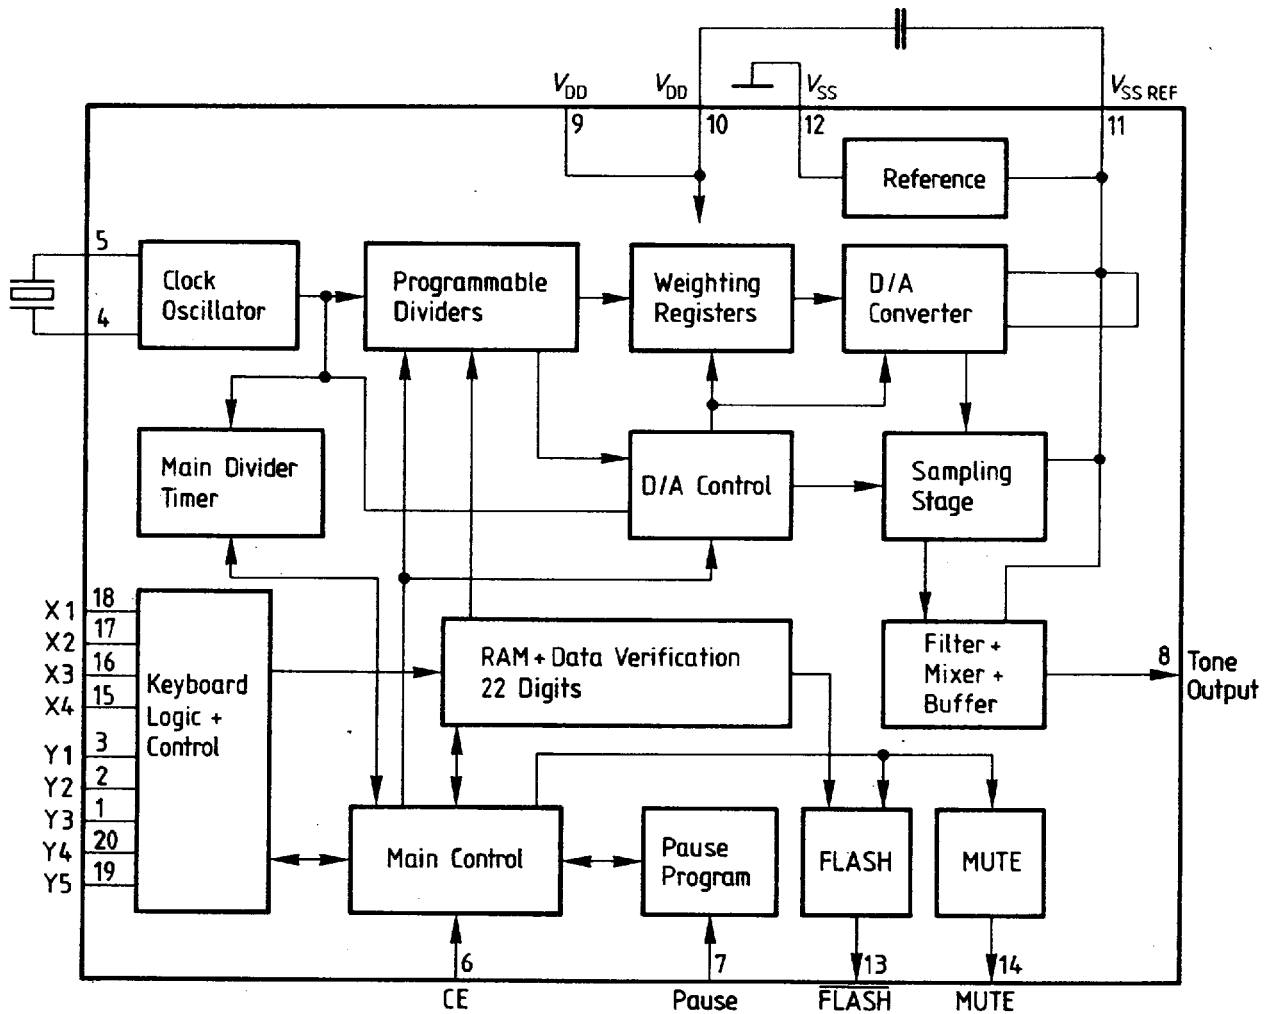 VDD
VDD
VSS
VSS REF
9
10
12
11
Reference
5
4
Clock
Oscillator
Programmable
Dividers
Weighting
Registers
D/A
Converter
Main Divider
Timer
D/A Control
Sampling
Stage
X1 18
X2 17
X3 16
X4 15
Y1 3
Y2 2
Y3 1
Y4 20
Y5 19
Keyboard
Logic +
Control
RAM + Data Verification
22 Digits
Filter +
Mixer +
Buffer
8
Tone
Output
Main Control
Pause
Program
FLASH
MUTE
6
7
13
14
CE
Pause
FLASH
MUTE